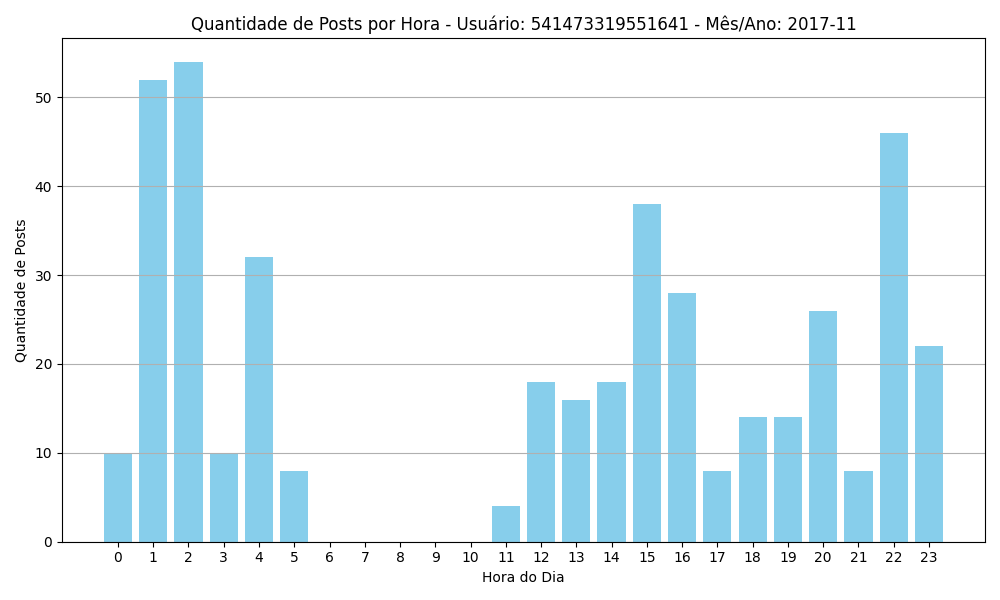 Quantidade de Posts por Hora - Usuário: 541473319551641 - Mês/Ano: 2017-11
Quantidade de Posts
50
40
30
20
10
0
0 1 2 3 4 5 6 7 8 9 10 11 12 13 14 15 16 17 18 19 20 21 22 23
Hora do Dia